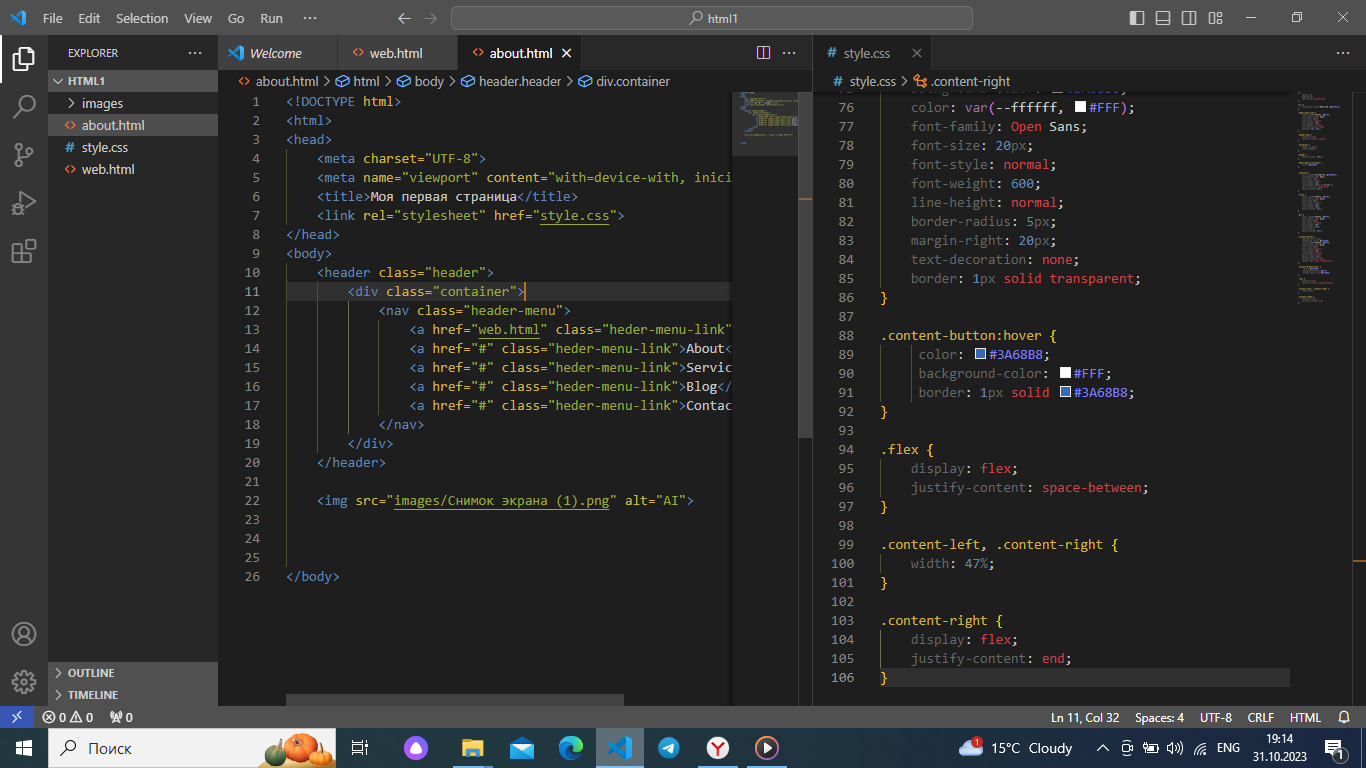 File Edit Selection View Go Run ···
html1
EXPLORER ···
HTML1
images
about.html
style.css
web.html
OUTLINE
TIMELINE
Welcome web.html about.html
about.html > html > body > header.header > div.container
1 <!DOCTYPE html>
2 <html>
3 <head>
4 <meta charset="UTF-8">
5 <meta name="viewport" content="with=device-with, inici
6 <title>Моя первая страница</title>
7 <link rel="stylesheet" href="style.css">
8 </head>
9 <body>
10 <header class="header">
11 <div class="container">
12 <nav class="header-menu">
13 <a href="web.html" class="heder-menu-link"
14 <a href="#" class="heder-menu-link">About<
15 <a href="#" class="heder-menu-link">Servic
16 <a href="#" class="heder-menu-link">Blog</
17 <a href="#" class="heder-menu-link">Contac
18 </nav>
19 </div>
20 </header>
21
22 <img src="images/Снимок экрана (1).png" alt="AI">
23
24
25
26 </body>
style.css
style.css > .content-right
76 color: var(--ffffff, #FFF);
77 font-family: Open Sans;
78 font-size: 20px;
79 font-style: normal;
80 font-weight: 600;
81 line-height: normal;
82 border-radius: 5px;
83 margin-right: 20px;
84 text-decoration: none;
85 border: 1px solid transparent;
86 }
87
88 .content-button:hover {
89 color: #3A68B8;
90 background-color: #FFF;
91 border: 1px solid #3A68B8;
92 }
93
94 .flex {
95 display: flex;
96 justify-content: space-between;
97 }
98
99 .content-left, .content-right {
100 width: 47%;
101 }
102
103 .content-right {
104 display: flex;
105 justify-content: end;
106 }
0 0 0
Ln 11, Col 32 Spaces: 4 UTF-8 CRLF HTML
Поиск
1 15°C Cloudy
ENG
19:14
31.10.2023
1